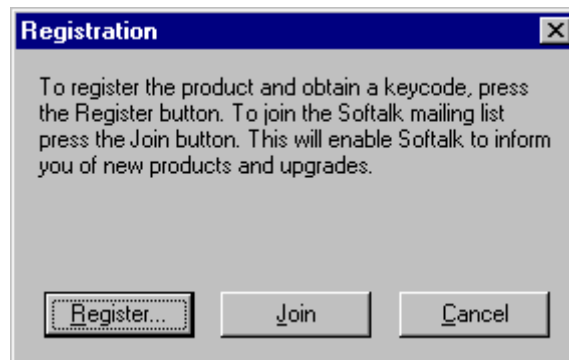 Registration
To register the product and obtain a keycode, press
the Register button. To join the Softalk mailing list
press the Join button. This will enable Softalk to inform
you of new products and upgrades.
Register... Join Cancel